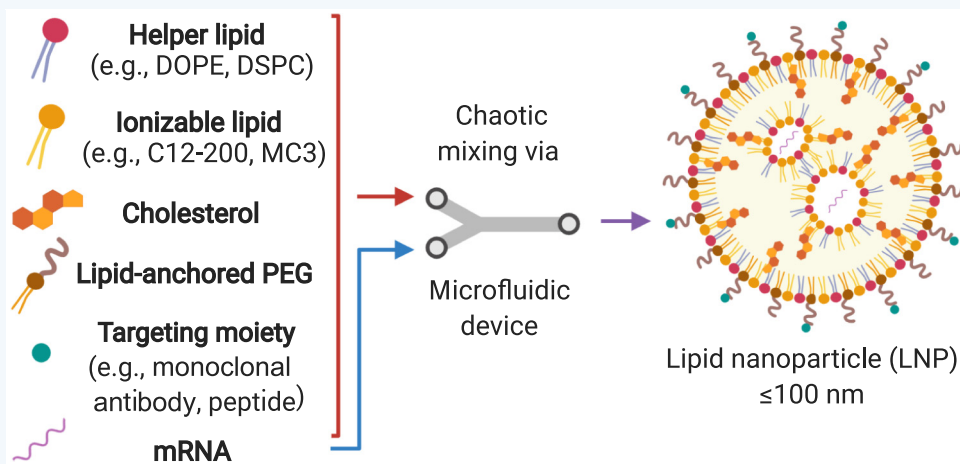 Helper lipid
(e.g., DOPE, DSPC)
Ionizable lipid
(e.g., C12-200, MC3)
Cholesterol
Lipid-anchored PEG
Targeting moiety
(e.g., monoclonal
antibody, peptide)
mRNA
Chaotic
mixing via
Microfluidic
device
Lipid nanoparticle (LNP)
≤100 nm